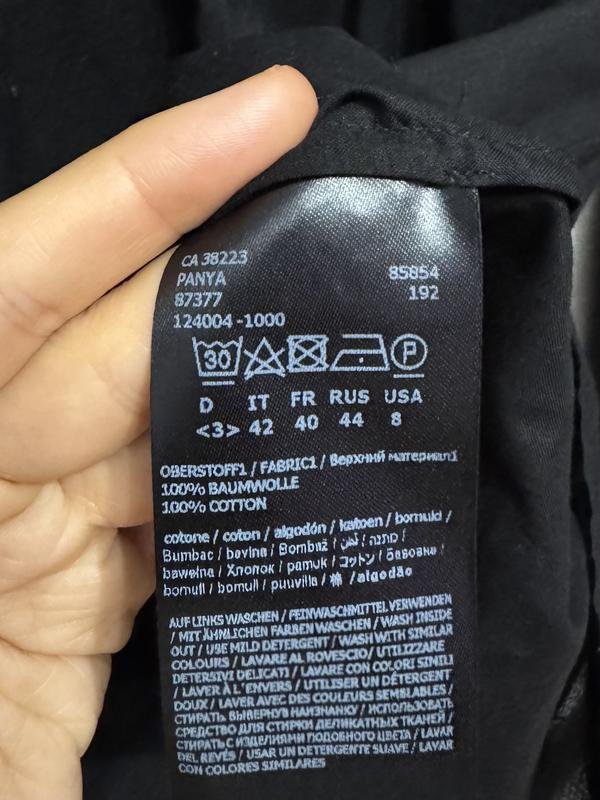 CA 38223
PANYA 85854
87377 192
124004 -1000
30 P
D IT FR RUS USA
<3> 42 40 44 8
OBERSTOFF1 / FABRIC1 / Верхний материал1
100% BAUMWOLLE
100% COTTON
cotone / coton / algodón / katoen / bomuld /
Bumbac / bavlna / Bombaž / /
bawełna / Хлопок / pamuk / コットン /
bomull / bomull / puuvilla / 棉 / algodão
AUF LINKS WASCHEN / FEINWASCHMITTEL VERWENDEN
/ MIT ÄHNLICHEN FARBEN WASCHEN / WASH INSIDE
OUT / USE MILD DETERGENT / WASH WITH SIMILAR
COLOURS / LAVARE AL ROVESCIO / UTILIZZARE
DETERSIVI DELICATI / LAVARE CON COLORI SIMILI
/ LAVER À L'ENVERS / UTILISER UN DÉTERGENT
DOUX / LAVER AVEC DES COULEURS SEMBLABLES /
СТИРАТЬ ВЫВЕРНУВ НАИЗНАНКУ / ИСПОЛЬЗОВАТЬ
СРЕДСТВО ДЛЯ СТИРКИ ДЕЛИКАТНЫХ ТКАНЕЙ /
СТИРАТЬ С ИЗДЕЛИЯМИ ПОДОБНОГО ЦВЕТА / LAVAR
DEL REVÉS / USAR UN DETERGENTE SUAVE / LAVAR
CON COLORES SIMILARES